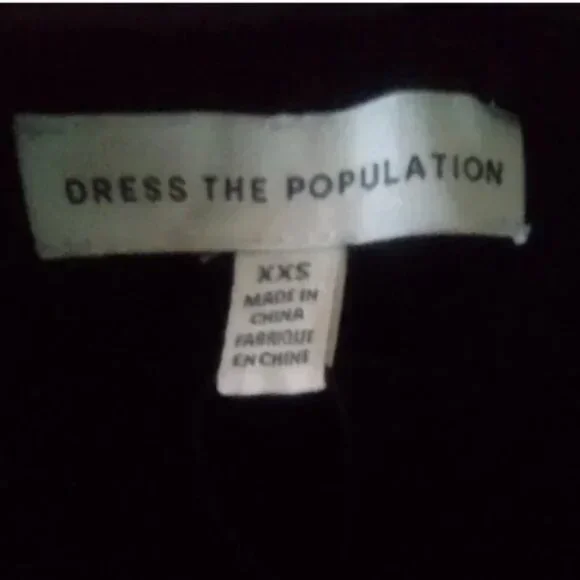 DRESS THE POPULATION
XXS
MADE IN
CHINA
FABRIQUE
EN CHINE